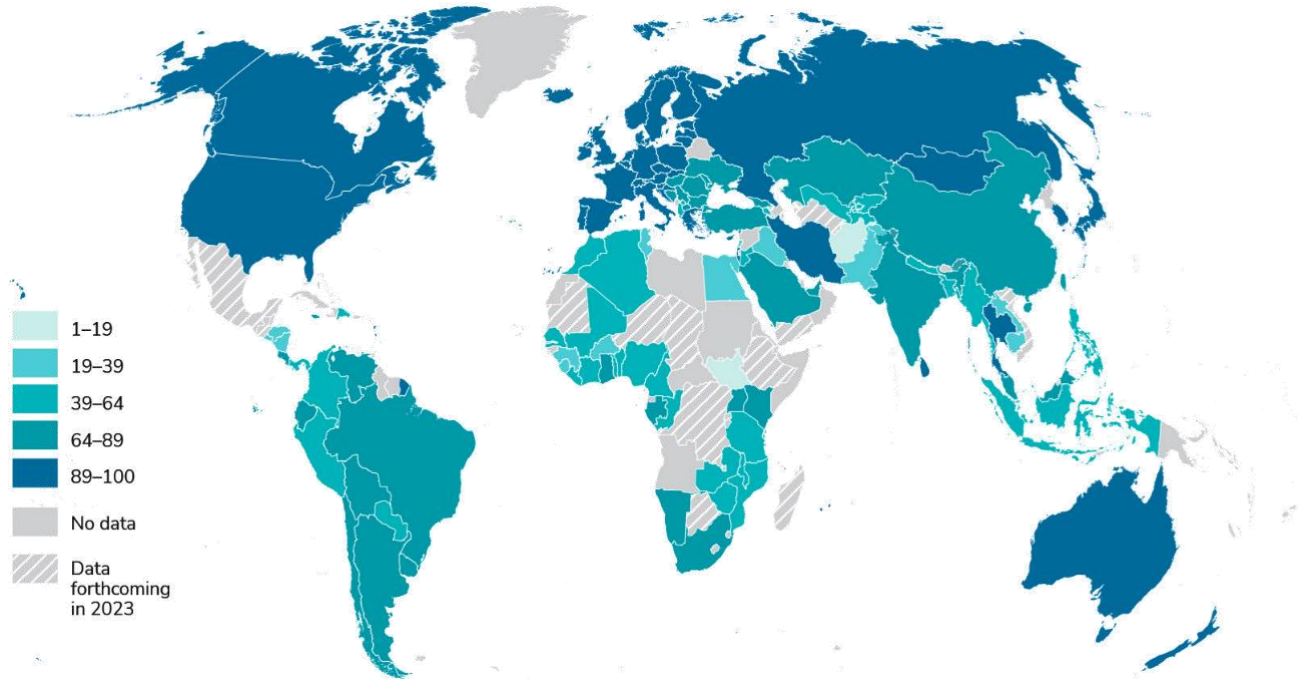 1–19
19–39
39–64
64–89
89–100
No data
Data
forthcoming
in 2023